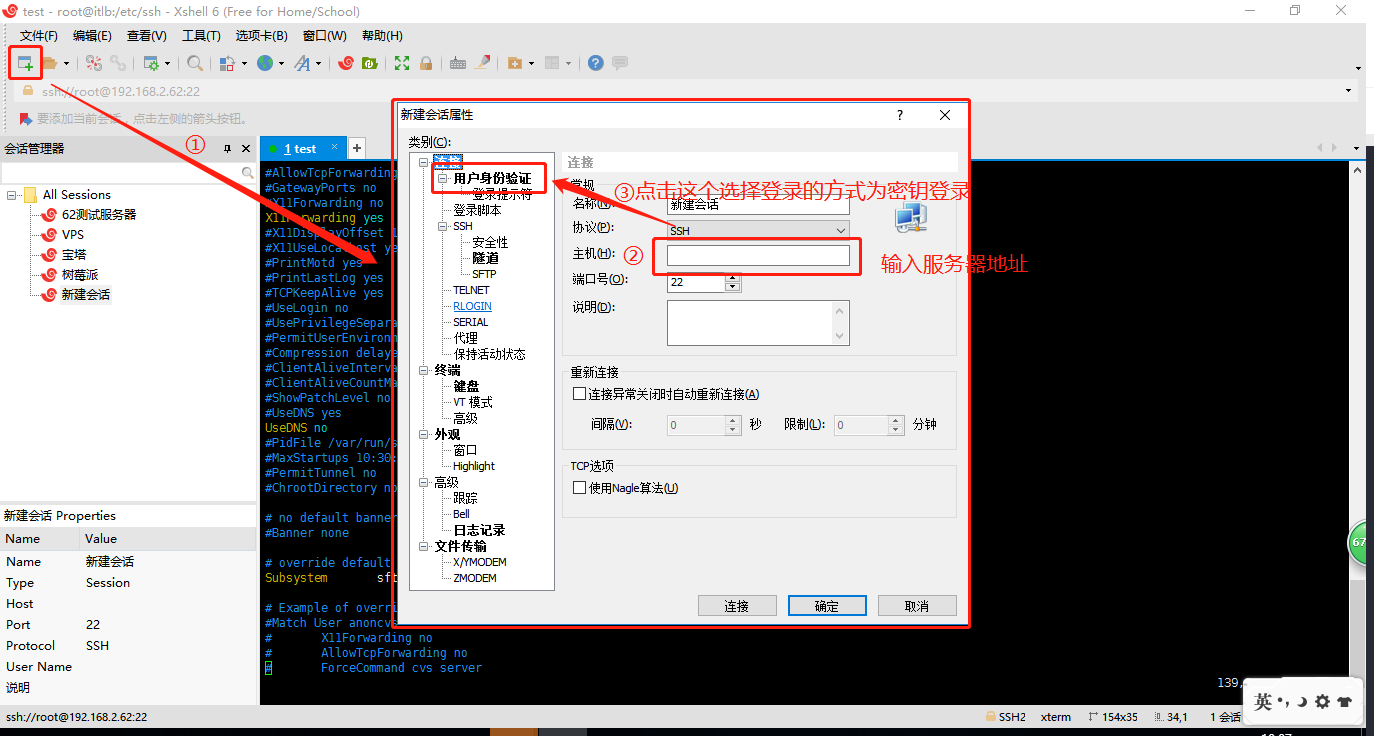 test - root@itlb:/etc/ssh - Xshell 6 (Free for Home/School)
文件(F) 编辑(E) 查看(V) 工具(T) 选项卡(B) 窗口(W) 帮助(H)
ssh://root@192.168.2.62:22
要添加当前会话，点击左侧的箭头按钮。
①
会话管理器
All Sessions
62测试服务器
VPS
宝塔
树莓派
新建会话
新建会话 Properties
Name Value
Name 新建会话
Type Session
Host
Port 22
Protocol SSH
User Name
说明
1 test
#AllowTcpForwarding
#GatewayPorts no
#X11Forwarding no
X11Forwarding yes
#X11DisplayOffset
#X11UseLocalhost ye
#PrintMotd yes
#PrintLastLog yes
#TCPKeepAlive yes
#UseLogin no
#UsePrivilegeSepara
#PermitUserEnvironm
#Compression delaye
#ClientAliveInterva
#ClientAliveCountMa
#ShowPatchLevel no
#UseDNS yes
UseDNS no
#PidFile /var/run/s
#MaxStartups 10:30:
#PermitTunnel no
#ChrootDirectory no
# no default banner
#Banner none
# override default
Subsystem sft
# Example of overri
#Match User anoncvs
# X11Forwarding no
# AllowTcpForwarding no
# ForceCommand cvs server
139,
新建会话属性
类别(C):
连接
用户身份验证
登录提示符
登录脚本
SSH
安全性
隧道
SFTP
TELNET
RLOGIN
SERIAL
代理
保持活动状态
终端
键盘
VT 模式
高级
外观
窗口
Highlight
高级
跟踪
Bell
日志记录
文件传输
X/YMODEM
ZMODEM
连接
常规
③点击这个选择登录的方式为密钥登录
名称(N): 新建会话
协议(P): SSH
② 主机(H):
输入服务器地址
端口号(O): 22
说明(D):
重新连接
连接异常关闭时自动重新连接(A)
间隔(V): 0 秒 限制(L): 0 分钟
TCP选项
使用Nagle算法(U)
连接 确定 取消
67
英
ssh://root@192.168.2.62:22 SSH2 xterm 154x35 34,1 1 会话